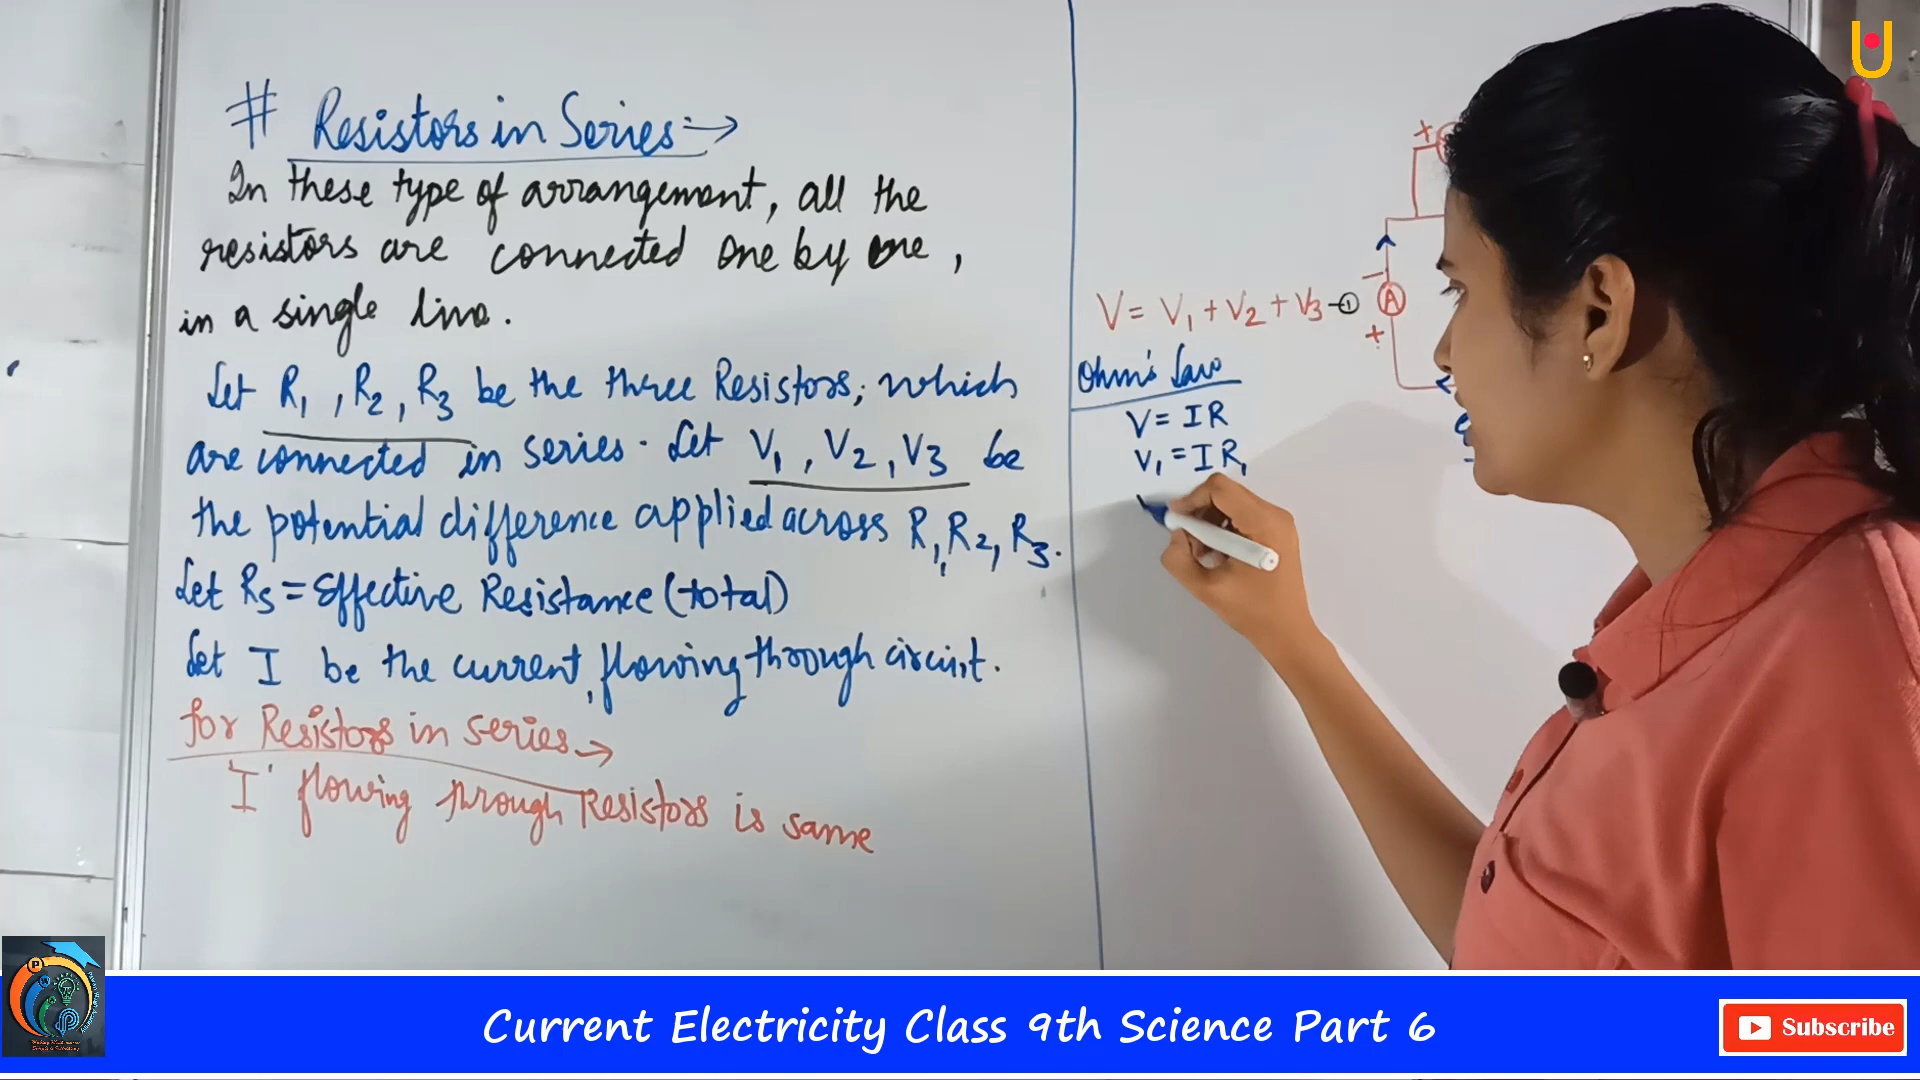 # Resistors in Series:→
In these type of arrangement, all the
resistors are connected one by one,
in a single line.
Let R1, R2, R3 be the three Resistors, which
are connected in series. Let V1, V2, V3 be
the potential difference applied across R1, R2, R3.
Let Rs = Effective Resistance (total)
Let I be the current, flowing through circuit.
for Resistors in series→
'I' flowing through Resistors is same
+
−
V = V1 + V2 + V3 -①
A
+
Ohm's Law
V = IR
V1 = IR1
Current Electricity Class 9th Science Part 6
Subscribe